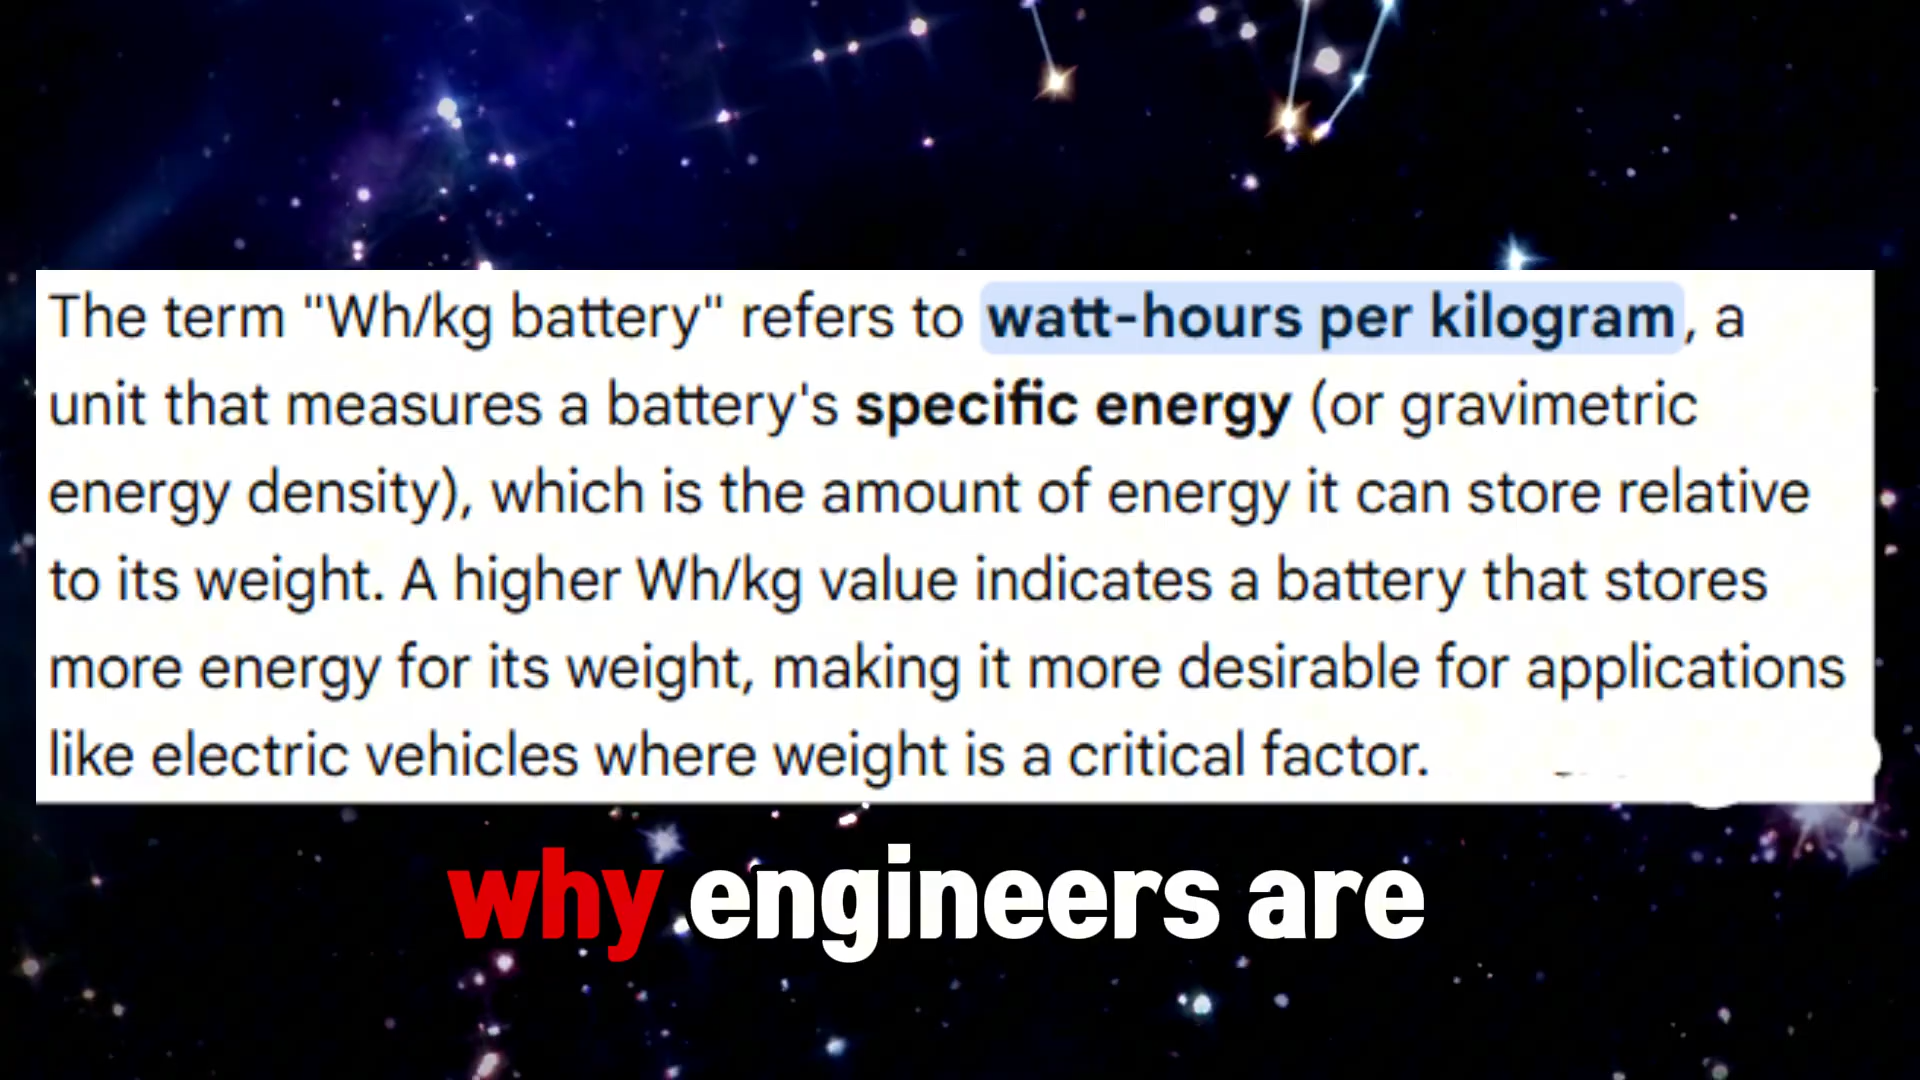 The term "Wh/kg battery" refers to watt-hours per kilogram, a
unit that measures a battery's specific energy (or gravimetric
energy density), which is the amount of energy it can store relative
to its weight. A higher Wh/kg value indicates a battery that stores
more energy for its weight, making it more desirable for applications
like electric vehicles where weight is a critical factor.
why engineers are